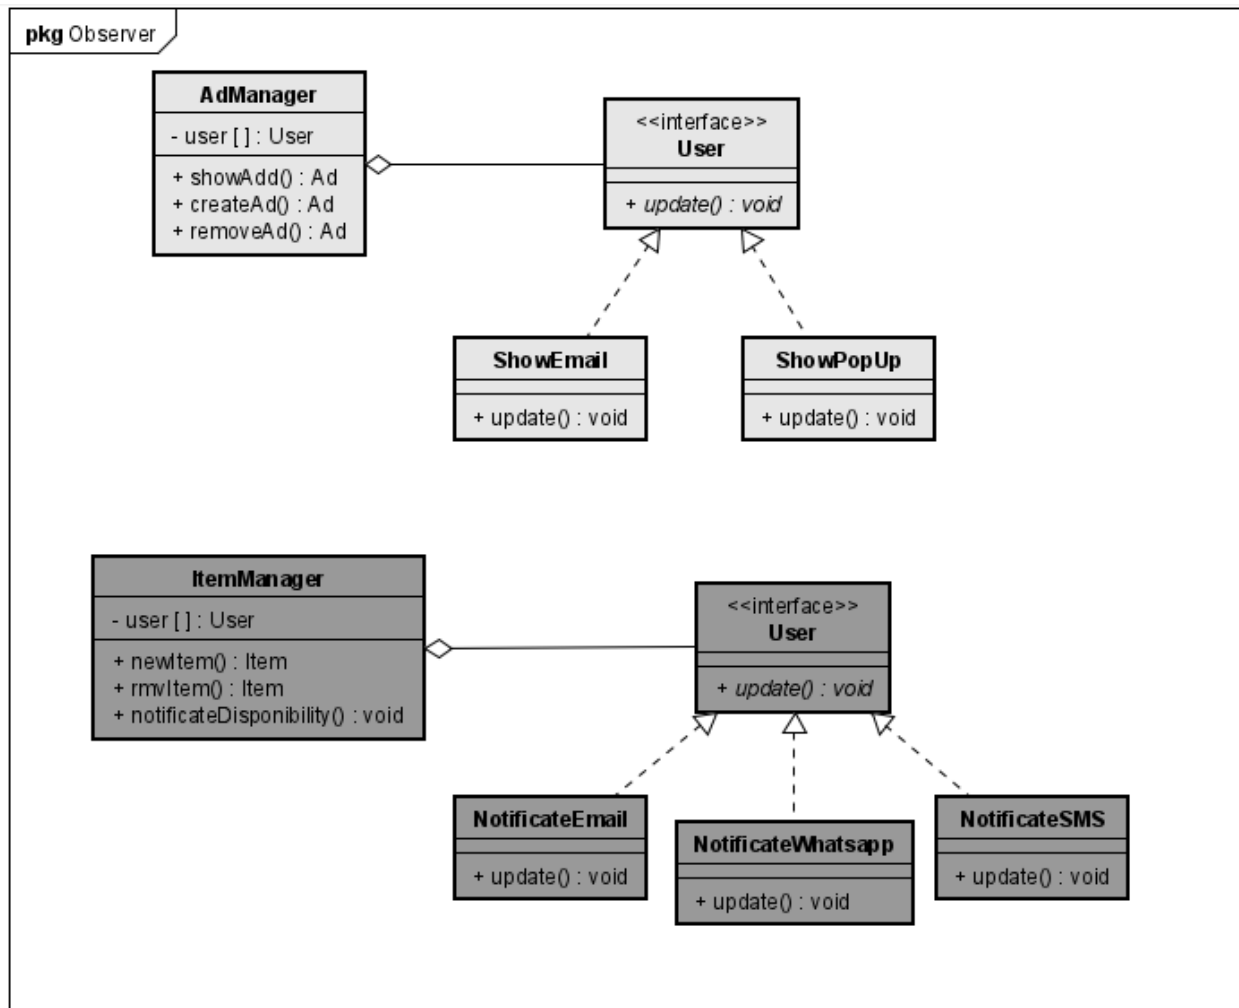 pkg Observer
AdManager
- user [ ] : User
+ showAdd() : Ad
+ createAd() : Ad
+ removeAd() : Ad
<<interface>>
User
+ update() : void
ShowEmail
+ update() : void
ShowPopUp
+ update() : void
ItemManager
- user [ ] : User
+ newItem() : Item
+ rmvItem() : Item
+ notificateDisponibility() : void
<<interface>>
User
+ update() : void
NotificateEmail
+ update() : void
NotificateWhatsapp
+ update() : void
NotificateSMS
+ update() : void